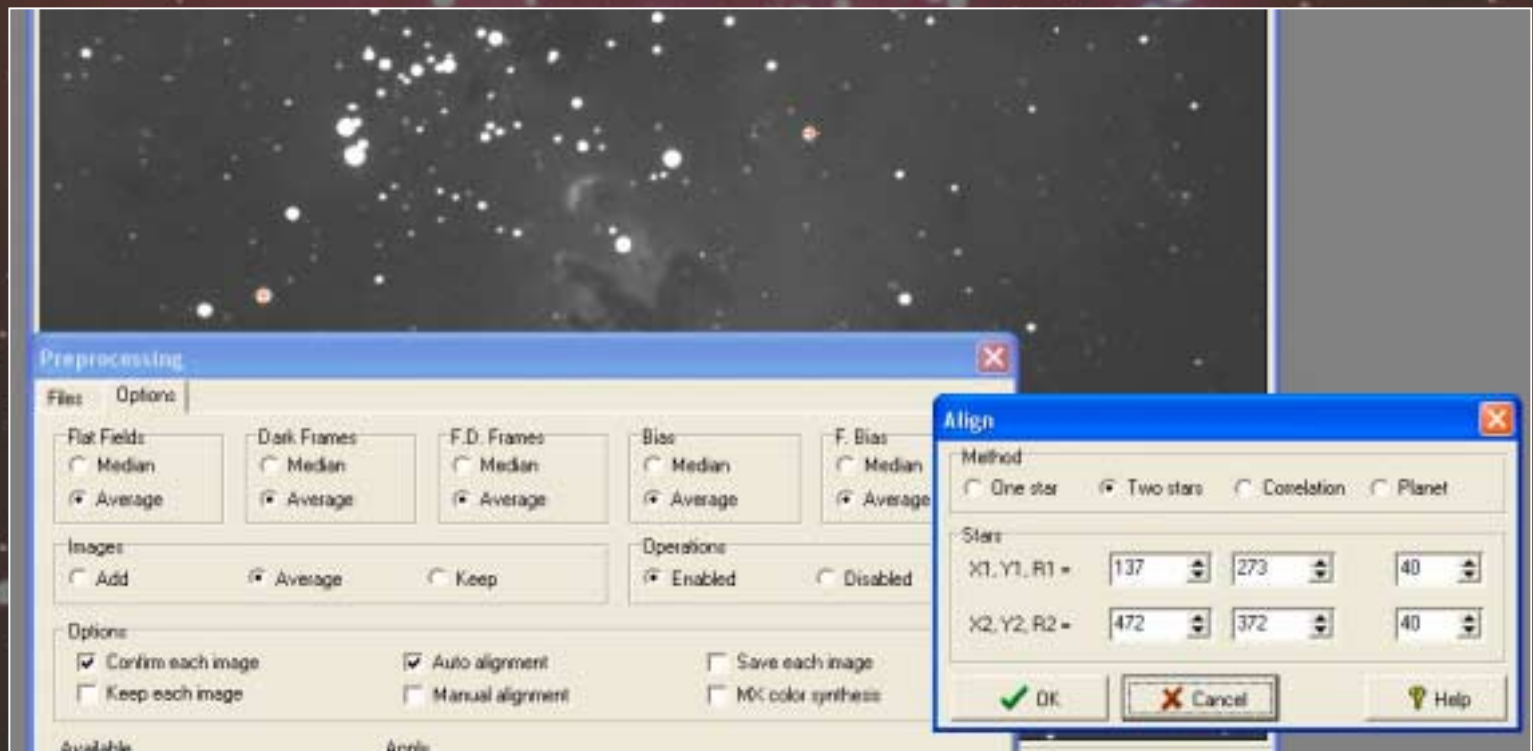 Preprocessing
Files Options
Flat Fields Dark Frames F.D. Frames Bias F. Bias
Median Median Median Median Median
Average Average Average Average Average
Images Operations
Add Average Keep Enabled Disabled
Options
Confirm each image Auto alignment Save each image
Keep each image Manual alignment MX color synthesis
Available Apply
Align
Method
One star Two stars Correlation Planet
Stars
X1, Y1, R1 = 137 273 40
X2, Y2, R2 = 472 372 40
OK Cancel Help